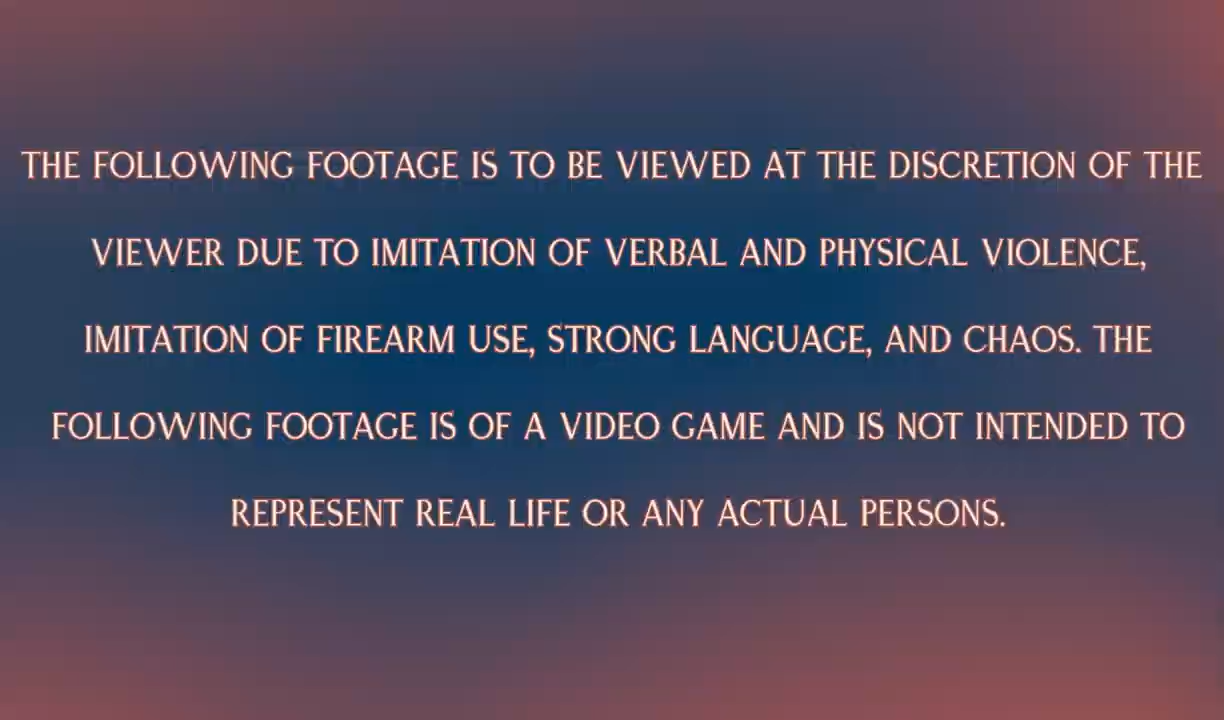 THE FOLLOWING FOOTAGE IS TO BE VIEWED AT THE DISCRETION OF THE
VIEWER DUE TO IMITATION OF VERBAL AND PHYSICAL VIOLENCE,
IMITATION OF FIREARM USE, STRONG LANGUAGE, AND CHAOS. THE
FOLLOWING FOOTAGE IS OF A VIDEO GAME AND IS NOT INTENDED TO
REPRESENT REAL LIFE OR ANY ACTUAL PERSONS.